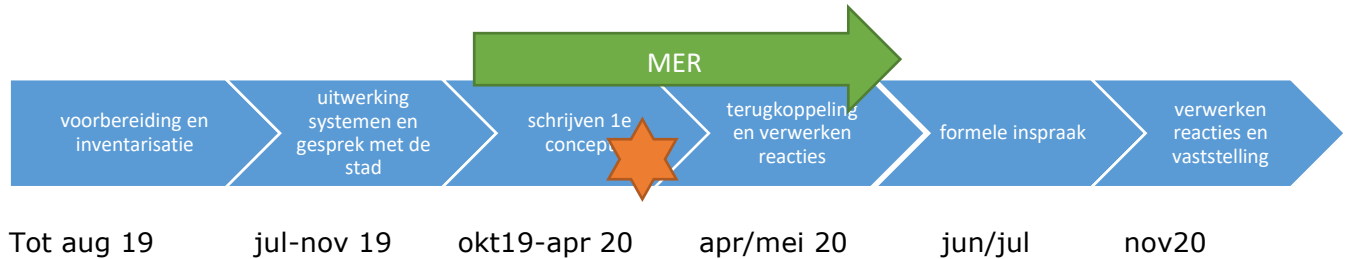 MER
voorbereiding en
inventarisatie
uitwerking
systemen en
gesprek met de
stad
schrijven 1e
concept
terugkoppeling
en verwerken
reacties
formele inspraak
verwerken
reacties en
vaststelling
Tot aug 19
jul-nov 19
okt19-apr 20
apr/mei 20
jun/jul
nov20